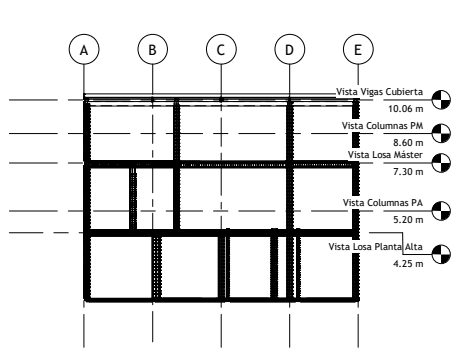 A B C D E
Vista Vigas Cubierta
10.06 m
Vista Columnas PM
8.60 m
Vista Losa Máster
7.30 m
Vista Columnas PA
5.20 m
Vista Losa Planta Alta
4.25 m